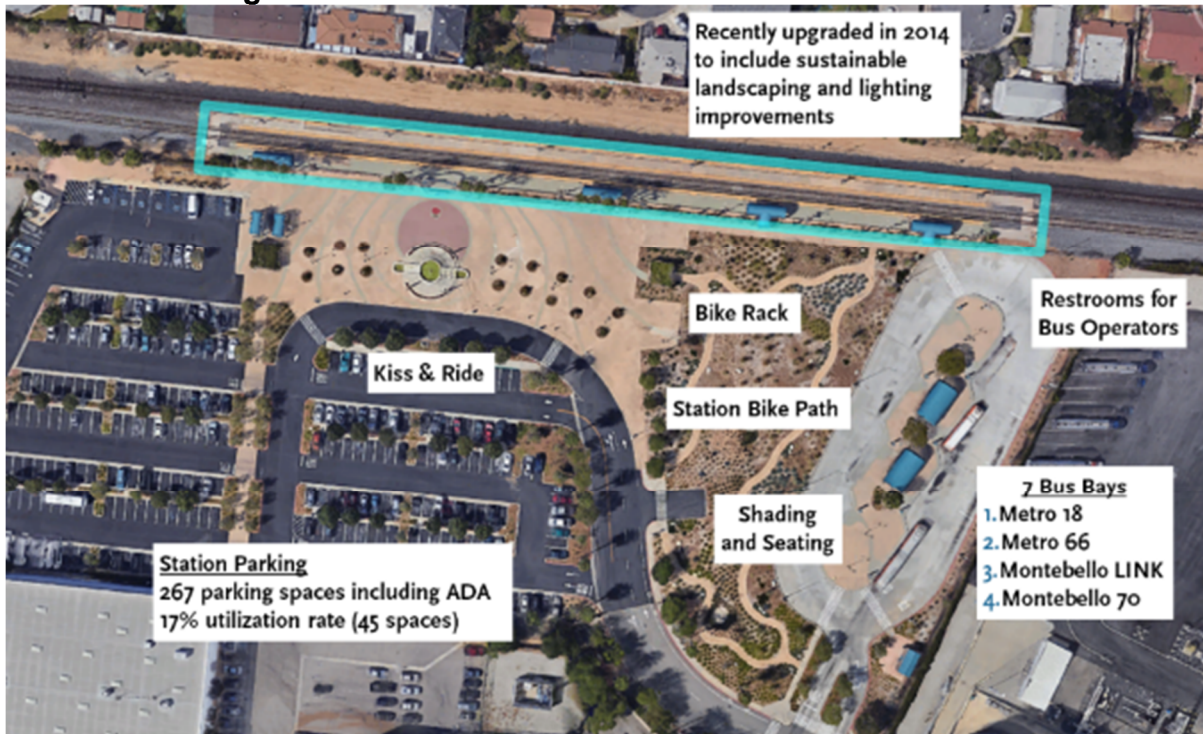 Recently upgraded in 2014
to include sustainable
landscaping and lighting
improvements
Bike Rack
Restrooms for
Bus Operators
Kiss & Ride
Station Bike Path
Shading
and Seating
7 Bus Bays
1. Metro 18
2. Metro 66
3. Montebello LINK
4. Montebello 70
Station Parking
267 parking spaces including ADA
17% utilization rate (45 spaces)